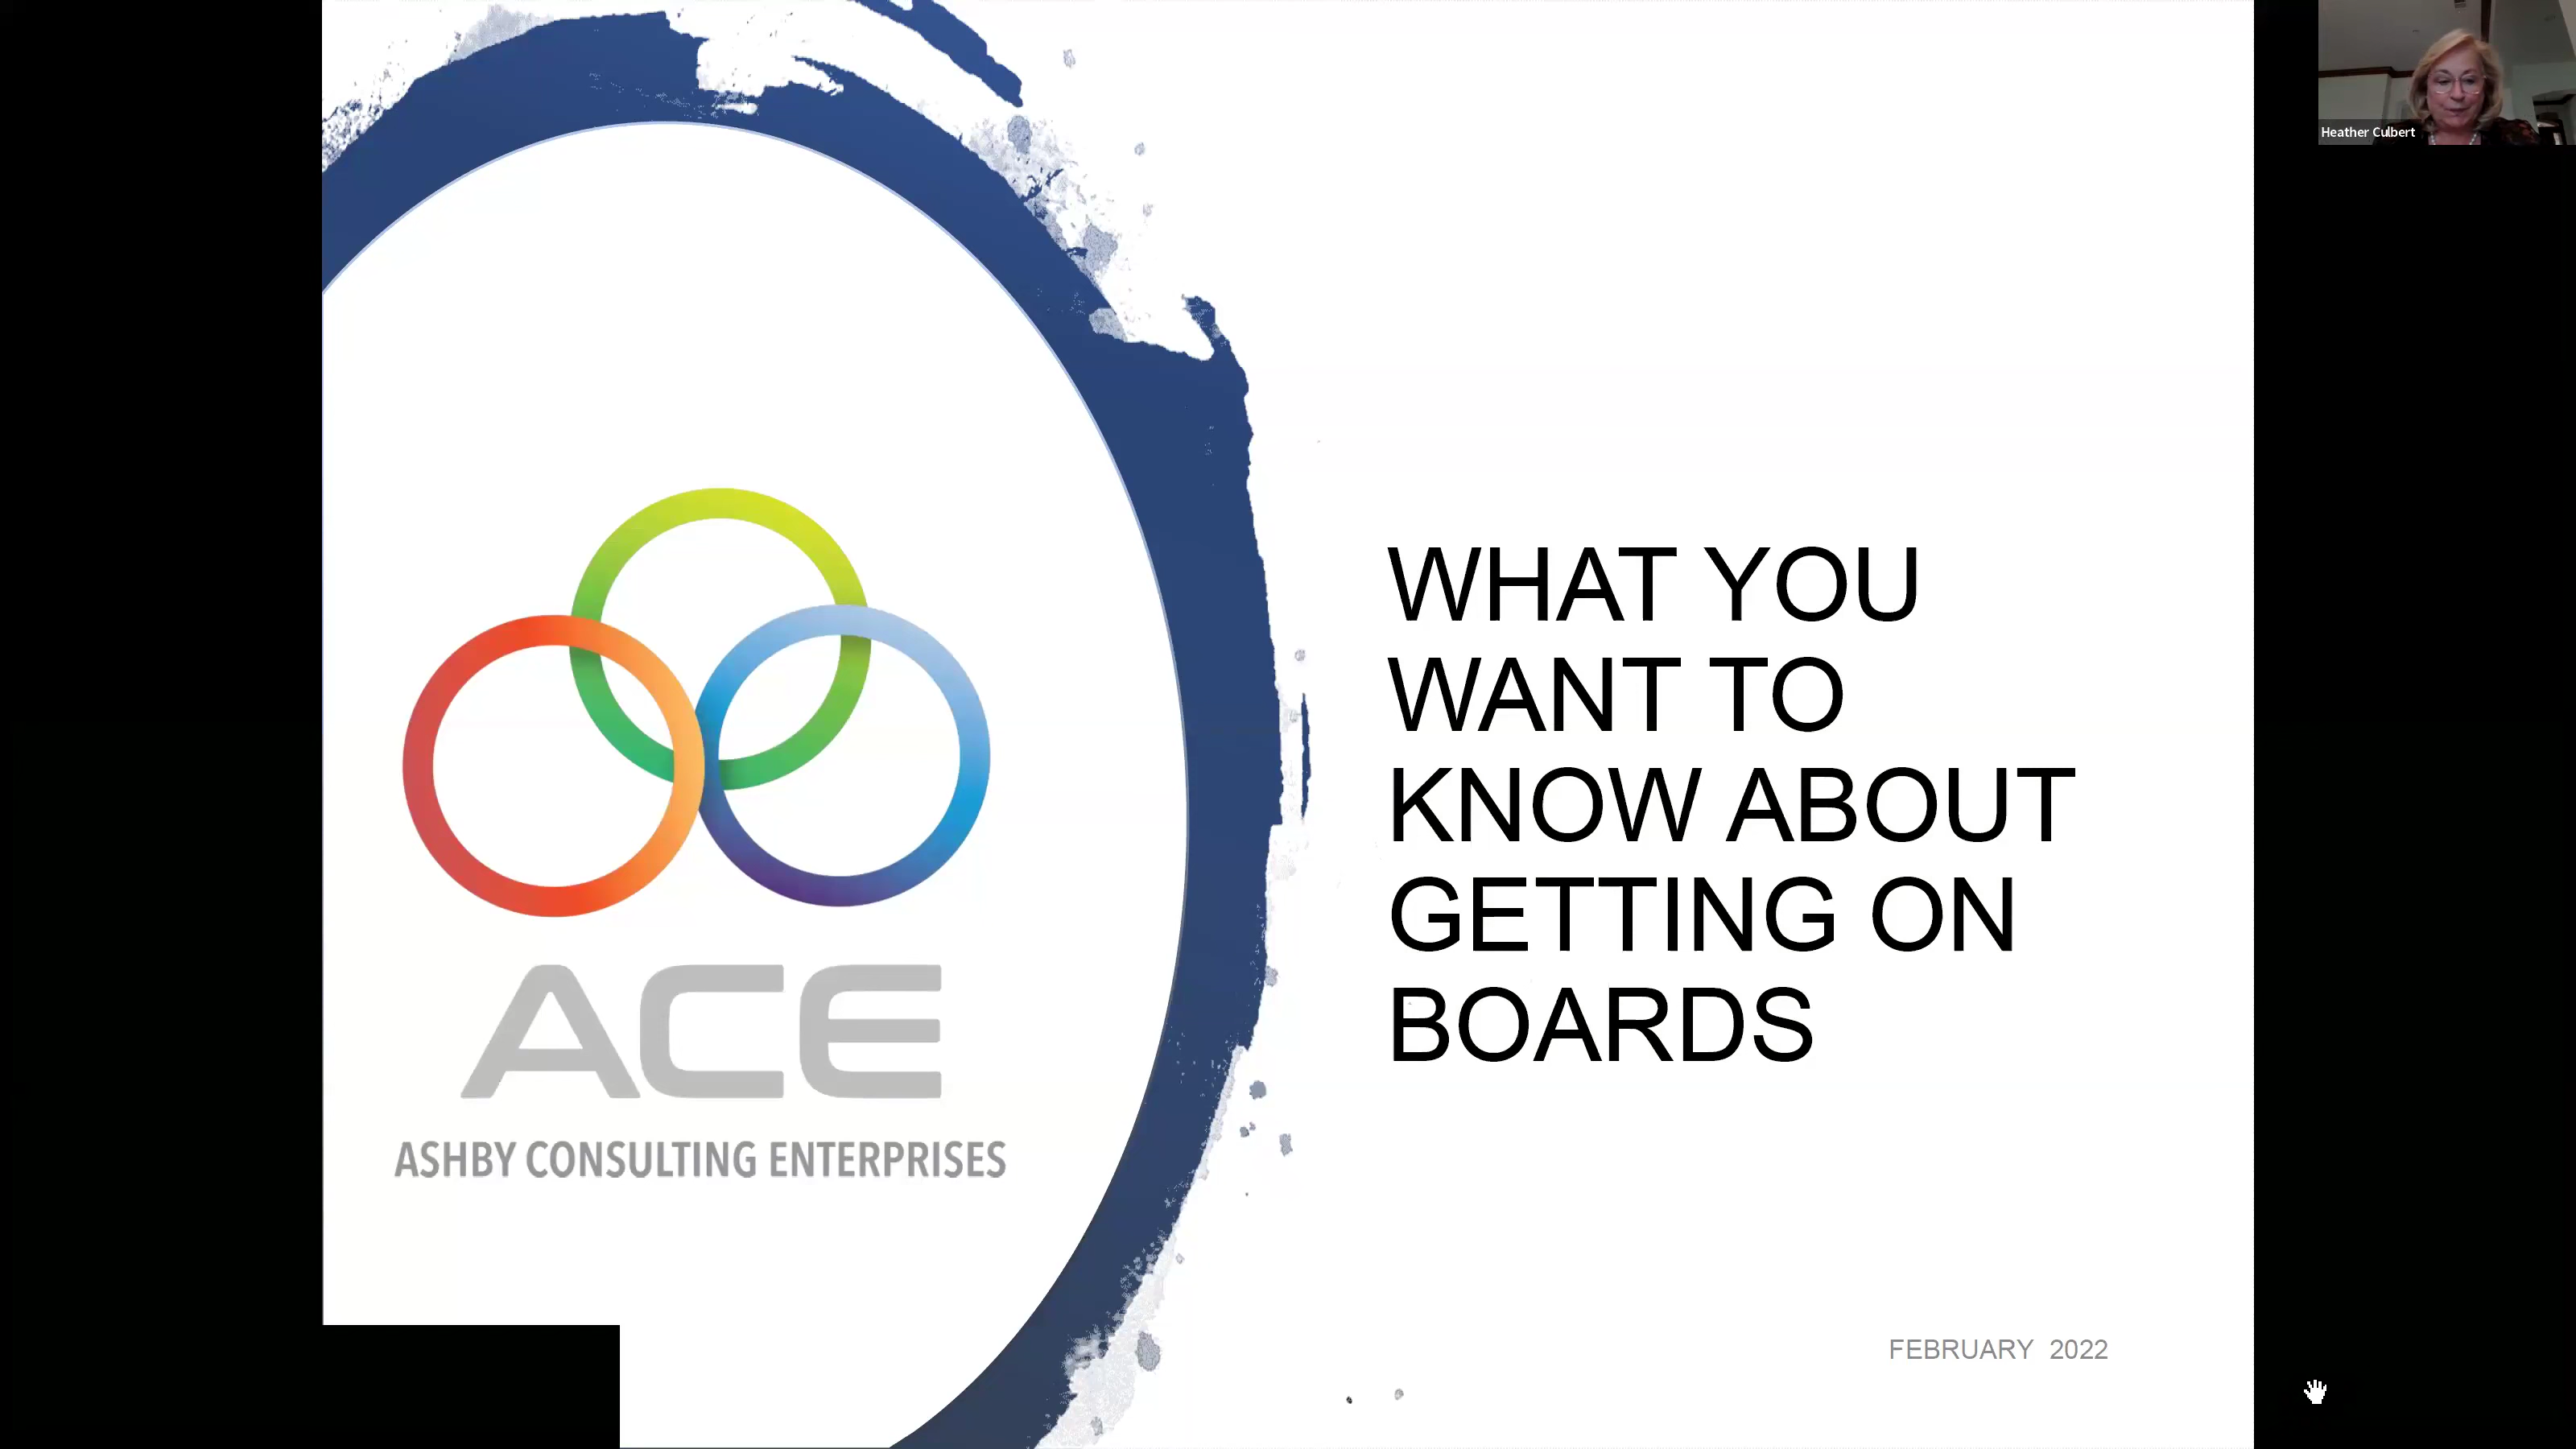 Heather Culbert
WHAT YOU
WANT TO
KNOW ABOUT
GETTING ON
BOARDS
ACE
ASHBY CONSULTING ENTERPRISES
FEBRUARY 2022